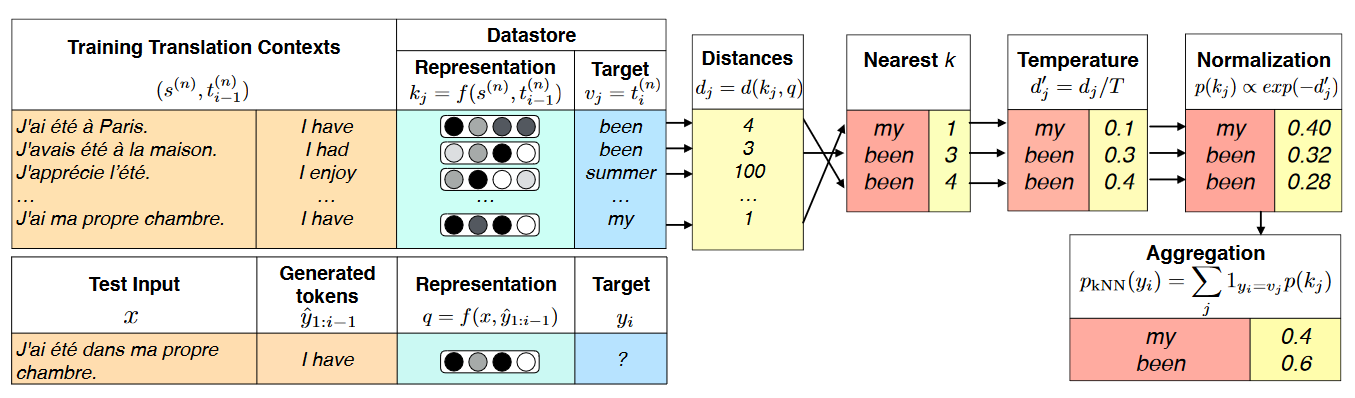 Training Translation Contexts
(s^{(n)}, t_{i-1}^{(n)})
Datastore
Representation
k_j = f(s^{(n)}, t_{i-1}^{(n)})
Target
v_j = t_i^{(n)}
J'ai été à Paris. I have been
J'avais été à la maison. I had been
J'apprécie l'été. I enjoy summer
... ... ... ...
J'ai ma propre chambre. I have my
Distances
d_j = d(k_j, q)
4
3
100
...
1
Nearest k
my 1
been 3
been 4
Temperature
d'_j = d_j/T
my 0.1
been 0.3
been 0.4
Normalization
p(k_j) ∝ exp(−d'_j)
my 0.40
been 0.32
been 0.28
Aggregation
p_{kNN}(y_i) = ∑_j 1_{y_i=v_j} p(k_j)
my 0.4
been 0.6
Test Input
x
Generated
tokens
ŷ_{1:i−1}
Representation
q = f(x, ŷ_{1:i−1})
Target
y_i
J'ai été dans ma propre
chambre.
I have
?